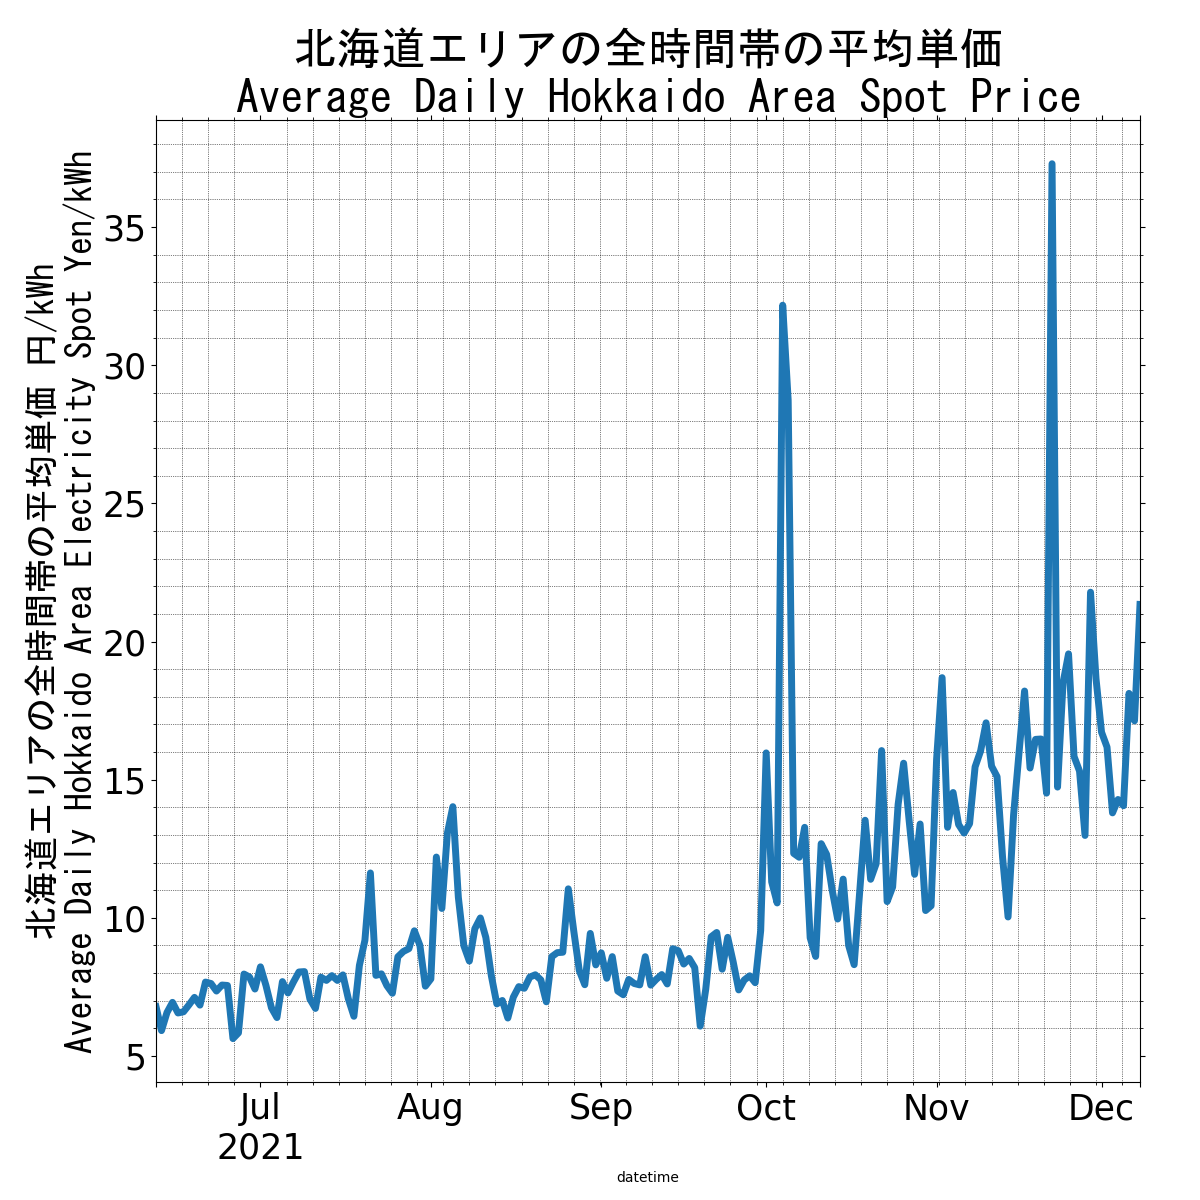 北海道エリアの全時間帯の平均単価
Average Daily Hokkaido Area Spot Price
北海道エリアの全時間帯の平均単価 円/kWh
Average Daily Hokkaido Area Electricity Spot Yen/kWh
35
30
25
20
15
10
5
Jul
2021
Aug
Sep
Oct
Nov
Dec
datetime